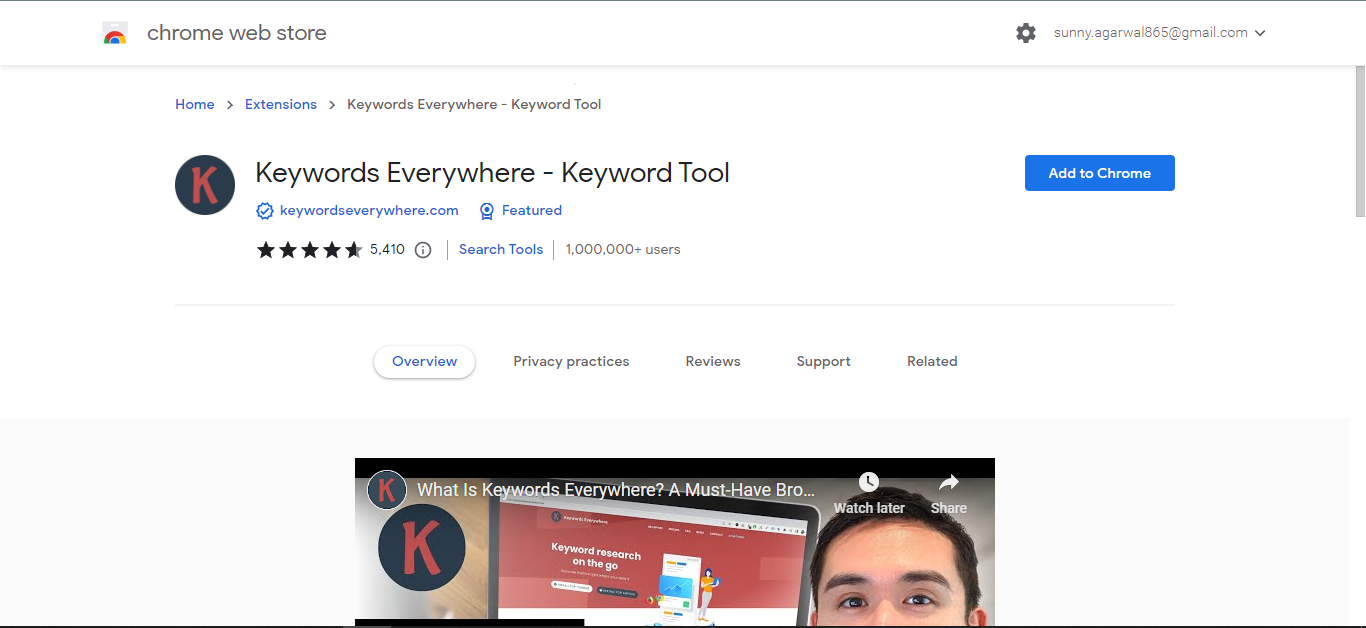 chrome web store
sunny.agarwal865@gmail.com
Home > Extensions > Keywords Everywhere - Keyword Tool
K
Keywords Everywhere - Keyword Tool
Add to Chrome
keywordseverywhere.com
Featured
5,410
Search Tools
1,000,000+ users
Overview
Privacy practices
Reviews
Support
Related
K
What Is Keywords Everywhere? A Must-Have Bro...
Watch later
Share
K
Keywords Everywhere
Keyword research
on the go